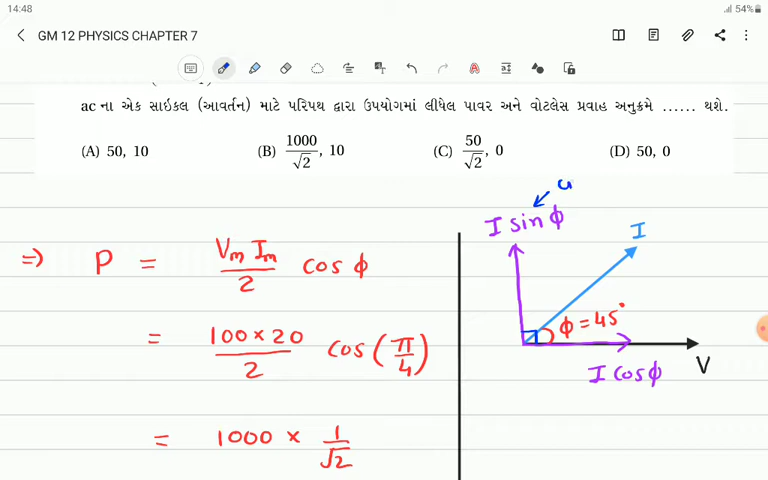 14:48 54%
GM 12 PHYSICS CHAPTER 7
ac ના એક સાઇકલ (આવર્તન) માટે પરિપથ દ્વારા ઉપયોગમાં લીધેલ પાવર અને વોટલેસ પ્રવાહ અનુક્રમે ...... થશે.
(A) 50, 10 (B) 1000/√2, 10 (C) 50/√2, 0 (D) 50, 0
I sin ϕ
I
⇒ P = Vm Im / 2 cos ϕ
ϕ = 45°
= 100 × 20 / 2 cos (π/4)
V
I cos ϕ
= 1000 × 1/√2